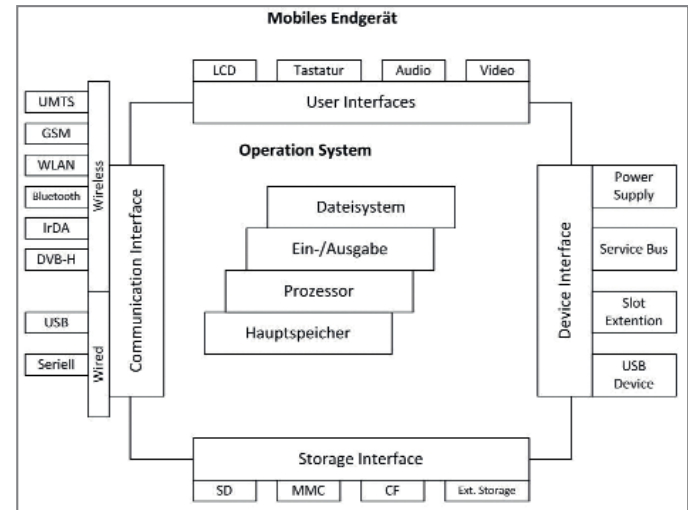 Mobiles Endgerät
LCD
Tastatur
Audio
Video
User Interfaces
UMTS
GSM
WLAN
Bluetooth
IrDA
DVB-H
Wireless
USB
Seriell
Wired
Communication Interface
Operation System
Dateisystem
Ein-/Ausgabe
Prozessor
Hauptspeicher
Device Interface
Power
Supply
Service Bus
Slot
Extention
USB
Device
Storage Interface
SD
MMC
CF
Ext. Storage